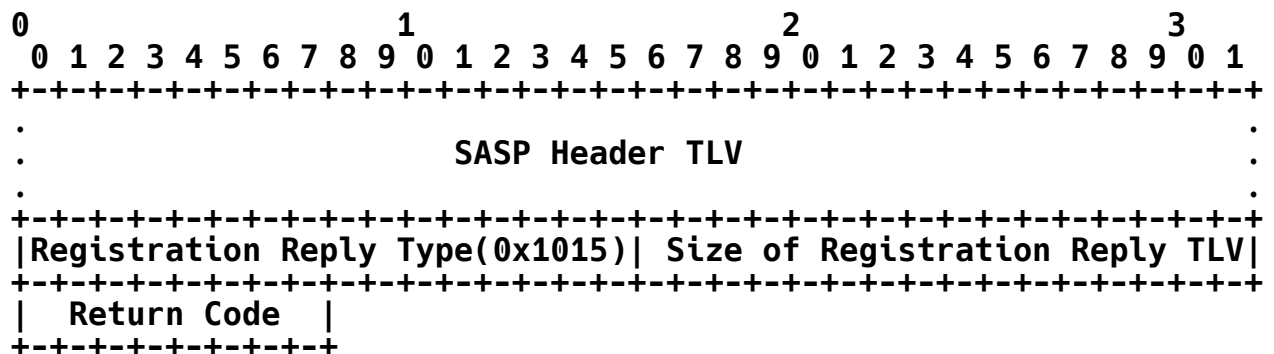 0                   1                   2                   3
 0 1 2 3 4 5 6 7 8 9 0 1 2 3 4 5 6 7 8 9 0 1 2 3 4 5 6 7 8 9 0 1
+-+-+-+-+-+-+-+-+-+-+-+-+-+-+-+-+-+-+-+-+-+-+-+-+-+-+-+-+-+-+-+-+
.                                                               .
.                      SASP Header TLV                          .
.                                                               .
+-+-+-+-+-+-+-+-+-+-+-+-+-+-+-+-+-+-+-+-+-+-+-+-+-+-+-+-+-+-+-+-+
|Registration Reply Type(0x1015)| Size of Registration Reply TLV|
+-+-+-+-+-+-+-+-+-+-+-+-+-+-+-+-+-+-+-+-+-+-+-+-+-+-+-+-+-+-+-+-+
|  Return Code  |
+-+-+-+-+-+-+-+-+